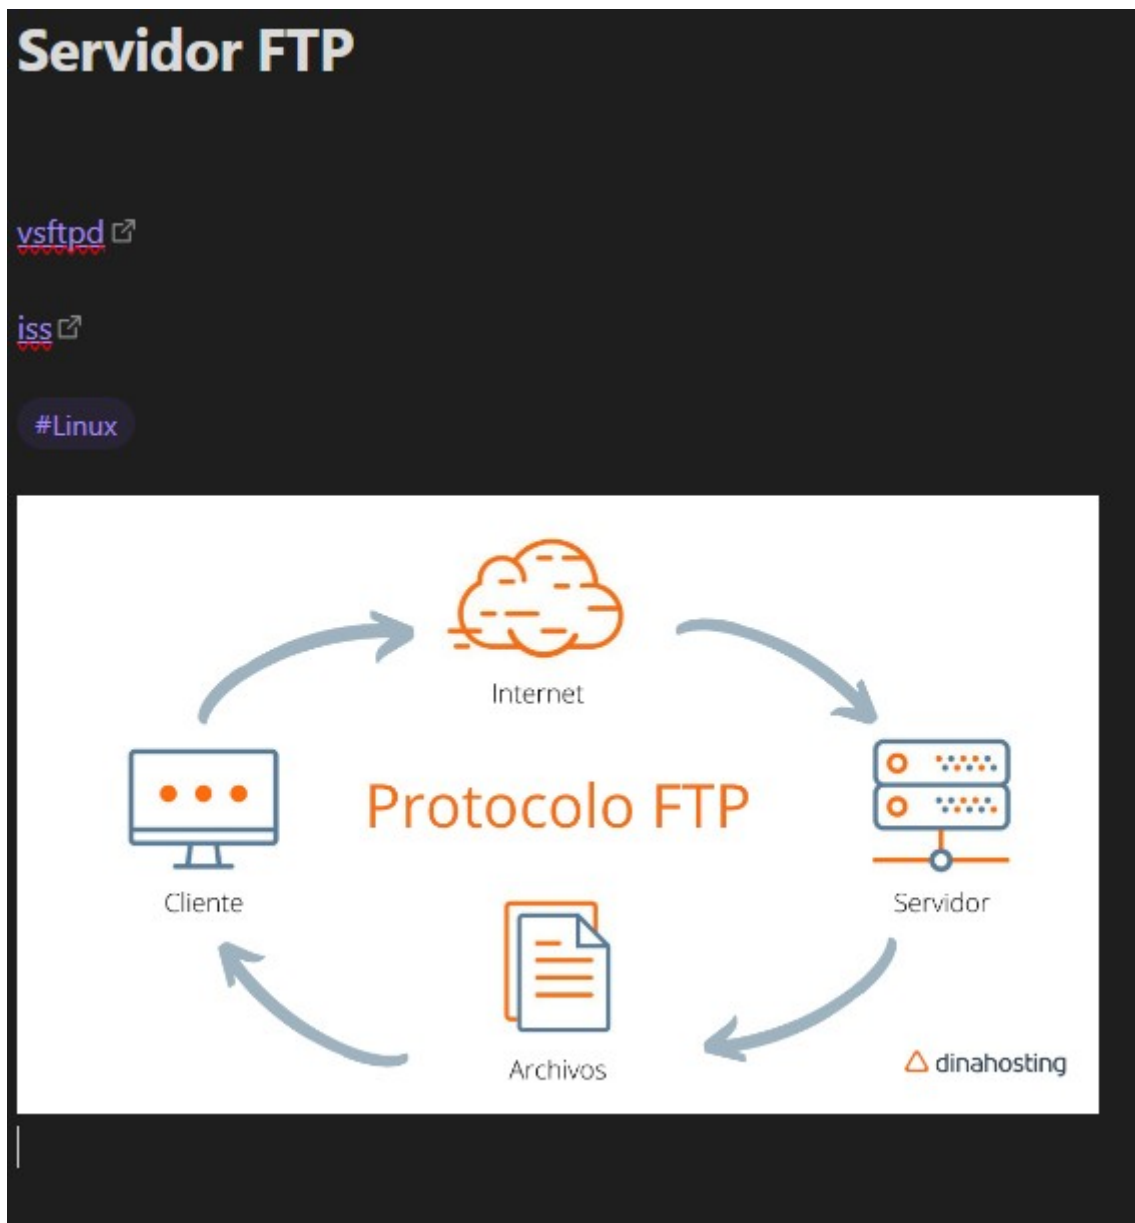 Servidor FTP
vsftpd
iss
#Linux
Internet
Protocolo FTP
Cliente
Servidor
Archivos
dinahosting